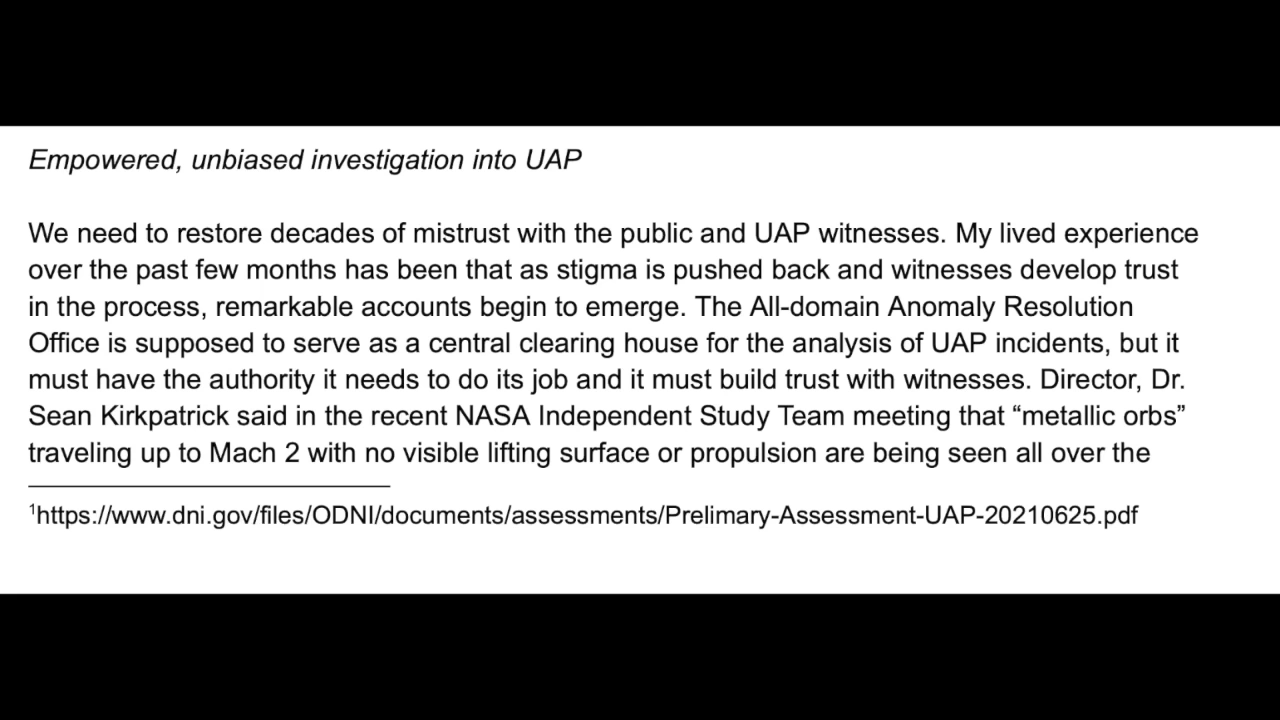 Empowered, unbiased investigation into UAP
We need to restore decades of mistrust with the public and UAP witnesses. My lived experience
over the past few months has been that as stigma is pushed back and witnesses develop trust
in the process, remarkable accounts begin to emerge. The All-domain Anomaly Resolution
Office is supposed to serve as a central clearing house for the analysis of UAP incidents, but it
must have the authority it needs to do its job and it must build trust with witnesses. Director, Dr.
Sean Kirkpatrick said in the recent NASA Independent Study Team meeting that “metallic orbs”
traveling up to Mach 2 with no visible lifting surface or propulsion are being seen all over the
¹https://www.dni.gov/files/ODNI/documents/assessments/Prelimary-Assessment-UAP-20210625.pdf